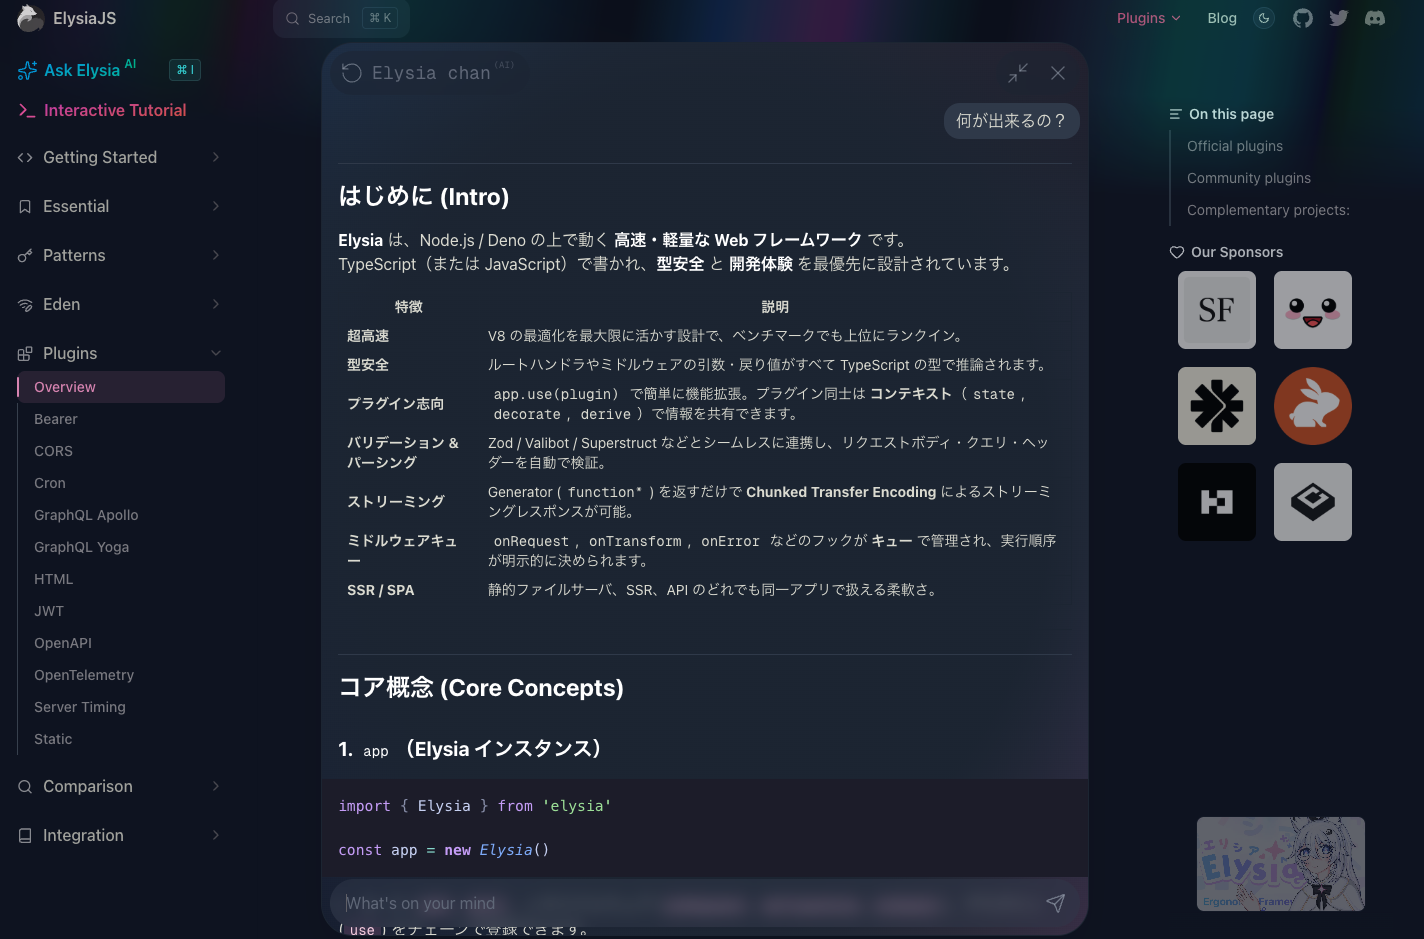 ElysiaJS
Search ⌘ K
Plugins
Blog
Ask Elysia AI ⌘ I
Interactive Tutorial
Getting Started
Essential
Patterns
Eden
Plugins
Overview
Bearer
CORS
Cron
GraphQL Apollo
GraphQL Yoga
HTML
JWT
OpenAPI
OpenTelemetry
Server Timing
Static
Comparison
Integration
Elysia chan (AI)
何が出来るの？
はじめに (Intro)
Elysia は、Node.js / Deno の上で動く 高速・軽量な Web フレームワーク です。
TypeScript（または JavaScript）で書かれ、型安全 と 開発体験 を最優先に設計されています。
特徴 説明
超高速 V8 の最適化を最大限に活かす設計で、ベンチマークでも上位にランクイン。
型安全 ルートハンドラやミドルウェアの引数・戻り値がすべて TypeScript の型で推論されます。
プラグイン志向 app.use(plugin) で簡単に機能拡張。プラグイン同士は コンテキスト（ state ,
decorate , derive ）で情報を共有できます。
バリデーション & Zod / Valibot / Superstruct などとシームレスに連携し、リクエストボディ・クエリ・ヘッ
パーシング ダーを自動で検証。
ストリーミング Generator ( function* ) を返すだけで Chunked Transfer Encoding によるストリーミ
ングレスポンスが可能。
ミドルウェアキュ onRequest , onTransform , onError などのフックが キュー で管理され、実行順序
ー が明示的に決められます。
SSR / SPA 静的ファイルサーバ、SSR、API のどれでも同一アプリで扱える柔軟さ。
コア概念 (Core Concepts)
1. app （Elysia インスタンス）
import { Elysia } from 'elysia'
const app = new Elysia()
What's on your mind
( use ) をチェーンで登録できます。
On this page
Official plugins
Community plugins
Complementary projects:
Our Sponsors
SF
エリシア
Elysia